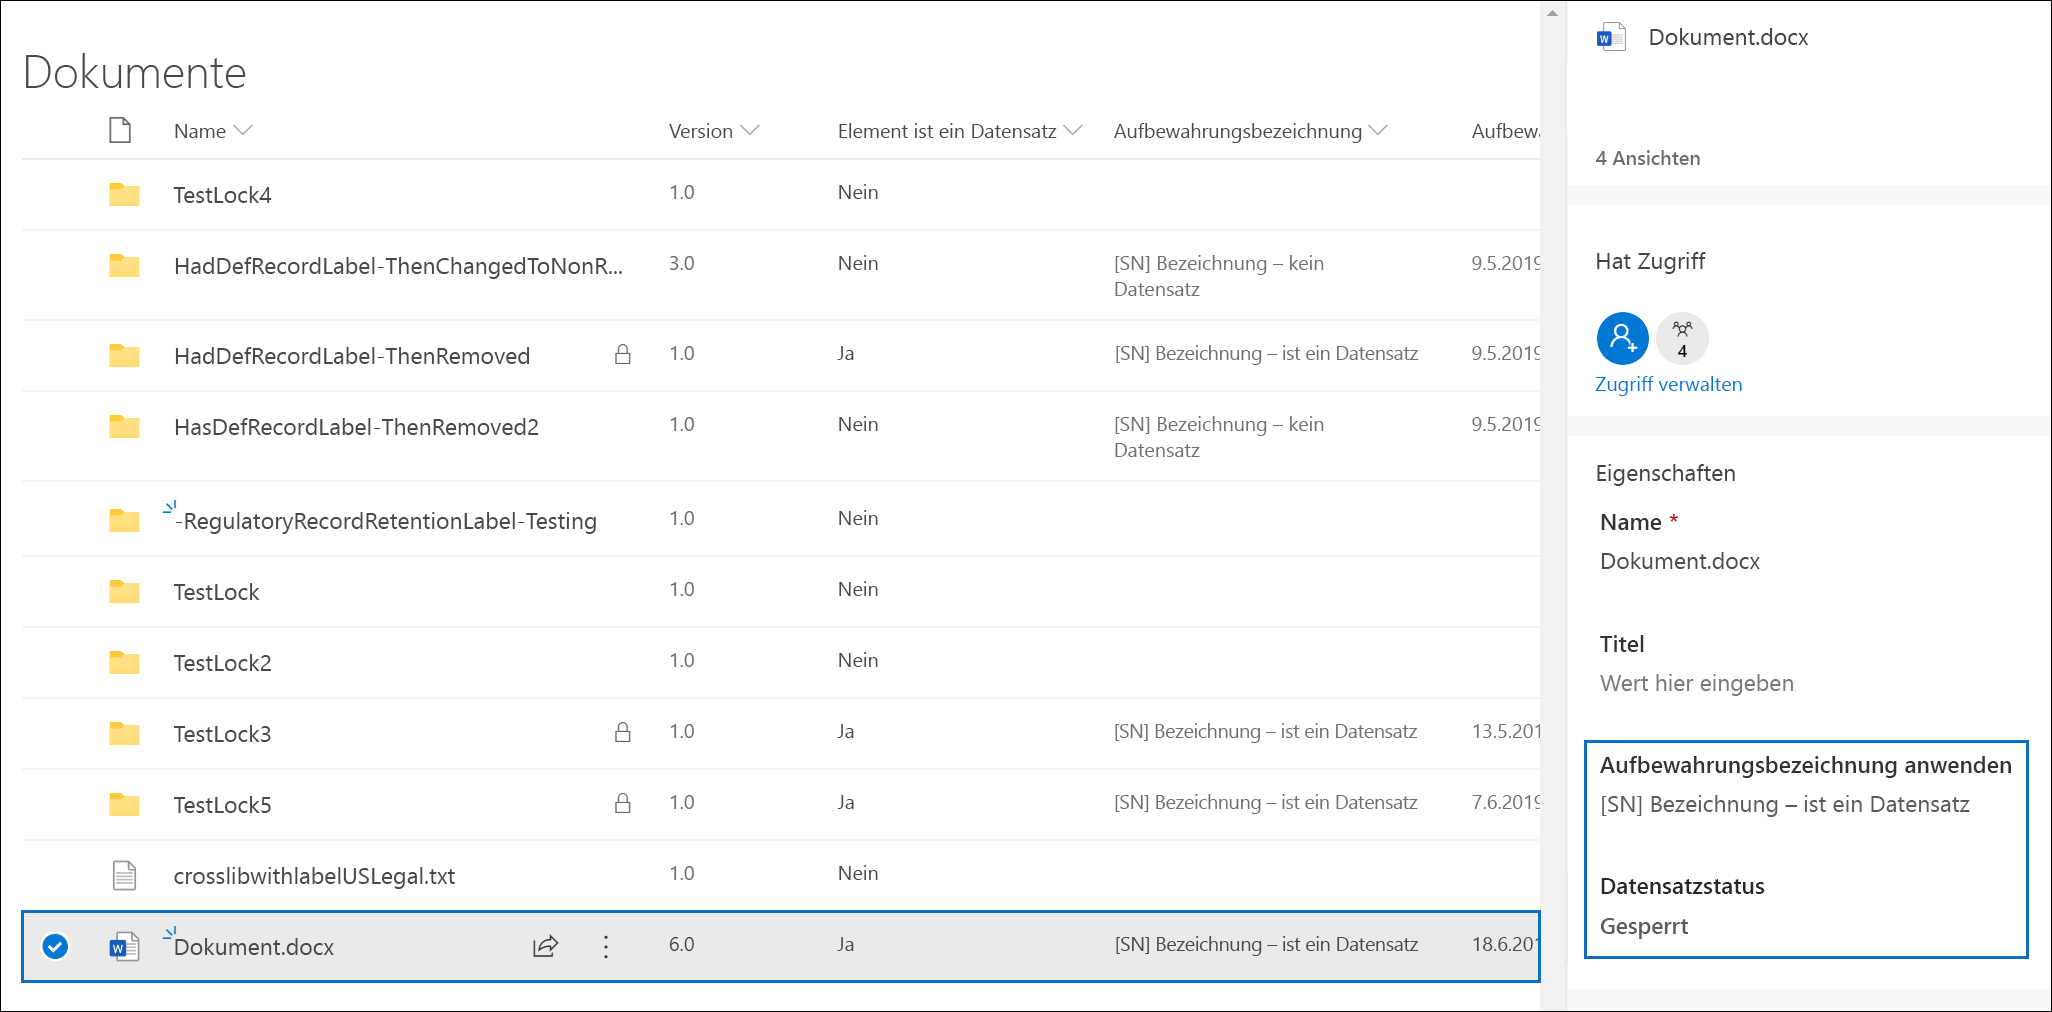 Dokumente
Name Version Element ist ein Datensatz Aufbewahrungsbezeichnung Aufbewa
TestLock4 1.0 Nein
HadDefRecordLabel-ThenChangedToNonR... 3.0 Nein [SN] Bezeichnung – kein
Datensatz 9.5.2019
HadDefRecordLabel-ThenRemoved 1.0 Ja [SN] Bezeichnung – ist ein Datensatz 9.5.2019
HasDefRecordLabel-ThenRemoved2 1.0 Nein [SN] Bezeichnung – kein
Datensatz 9.5.2019
-RegulatoryRecordRetentionLabel-Testing 1.0 Nein
TestLock 1.0 Nein
TestLock2 1.0 Nein
TestLock3 1.0 Ja [SN] Bezeichnung – ist ein Datensatz 13.5.201
TestLock5 1.0 Ja [SN] Bezeichnung – ist ein Datensatz 7.6.2019
crosslibwithlabelUSLegal.txt 1.0 Nein
Dokument.docx 6.0 Ja [SN] Bezeichnung – ist ein Datensatz 18.6.201
Dokument.docx
4 Ansichten
Hat Zugriff
4
Zugriff verwalten
Eigenschaften
Name *
Dokument.docx
Titel
Wert hier eingeben
Aufbewahrungsbezeichnung anwenden
[SN] Bezeichnung – ist ein Datensatz
Datensatzstatus
Gesperrt